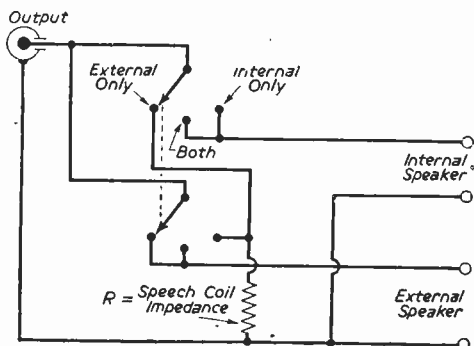 Output
External
Only
Internal
Only
Both
Internal
Speaker
R = Speech Coil
Impedance
External
Speaker